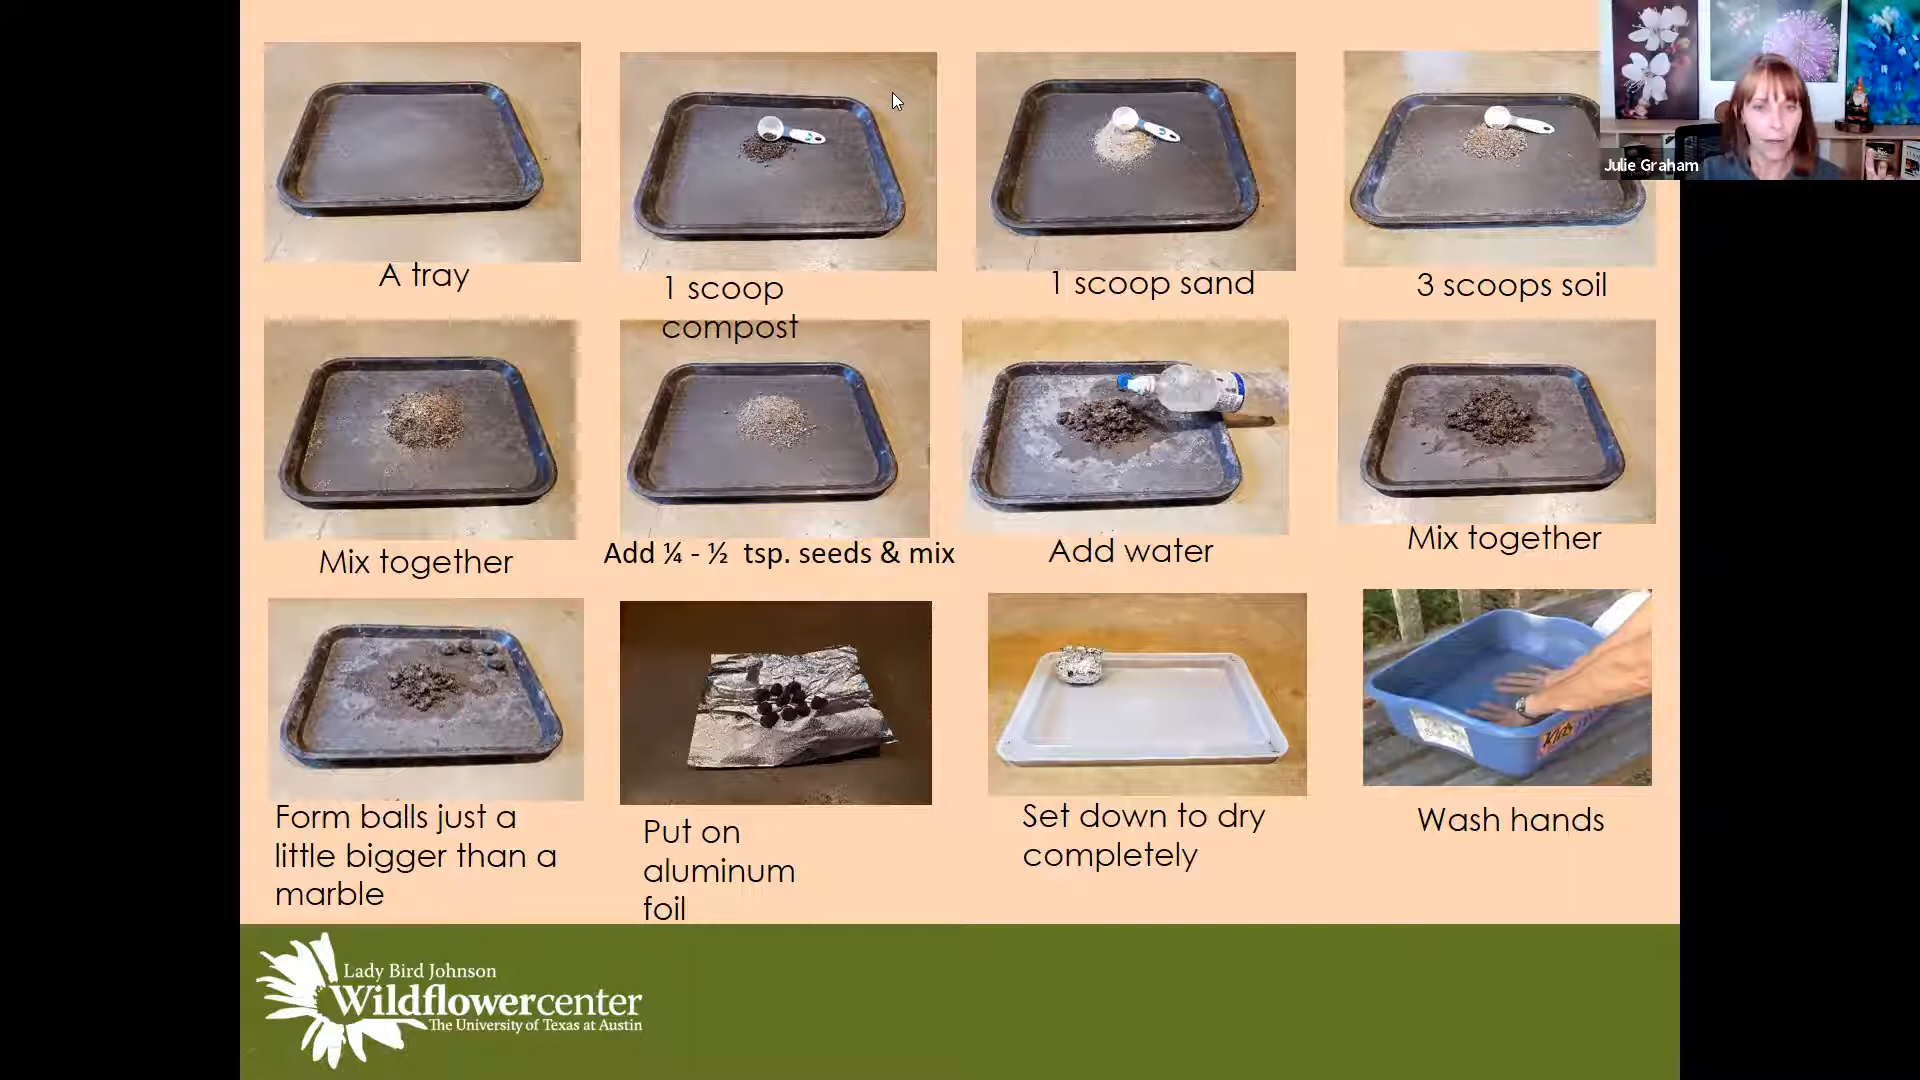 Julie Graham
A tray
1 scoop
compost
1 scoop sand
3 scoops soil
Mix together
Add ¼ - ½ tsp. seeds & mix
Add water
Mix together
Form balls just a
little bigger than a
marble
Put on
aluminum
foil
Set down to dry
completely
Wash hands
Kids
Lady Bird Johnson
Wildflowercenter
The University of Texas at Austin